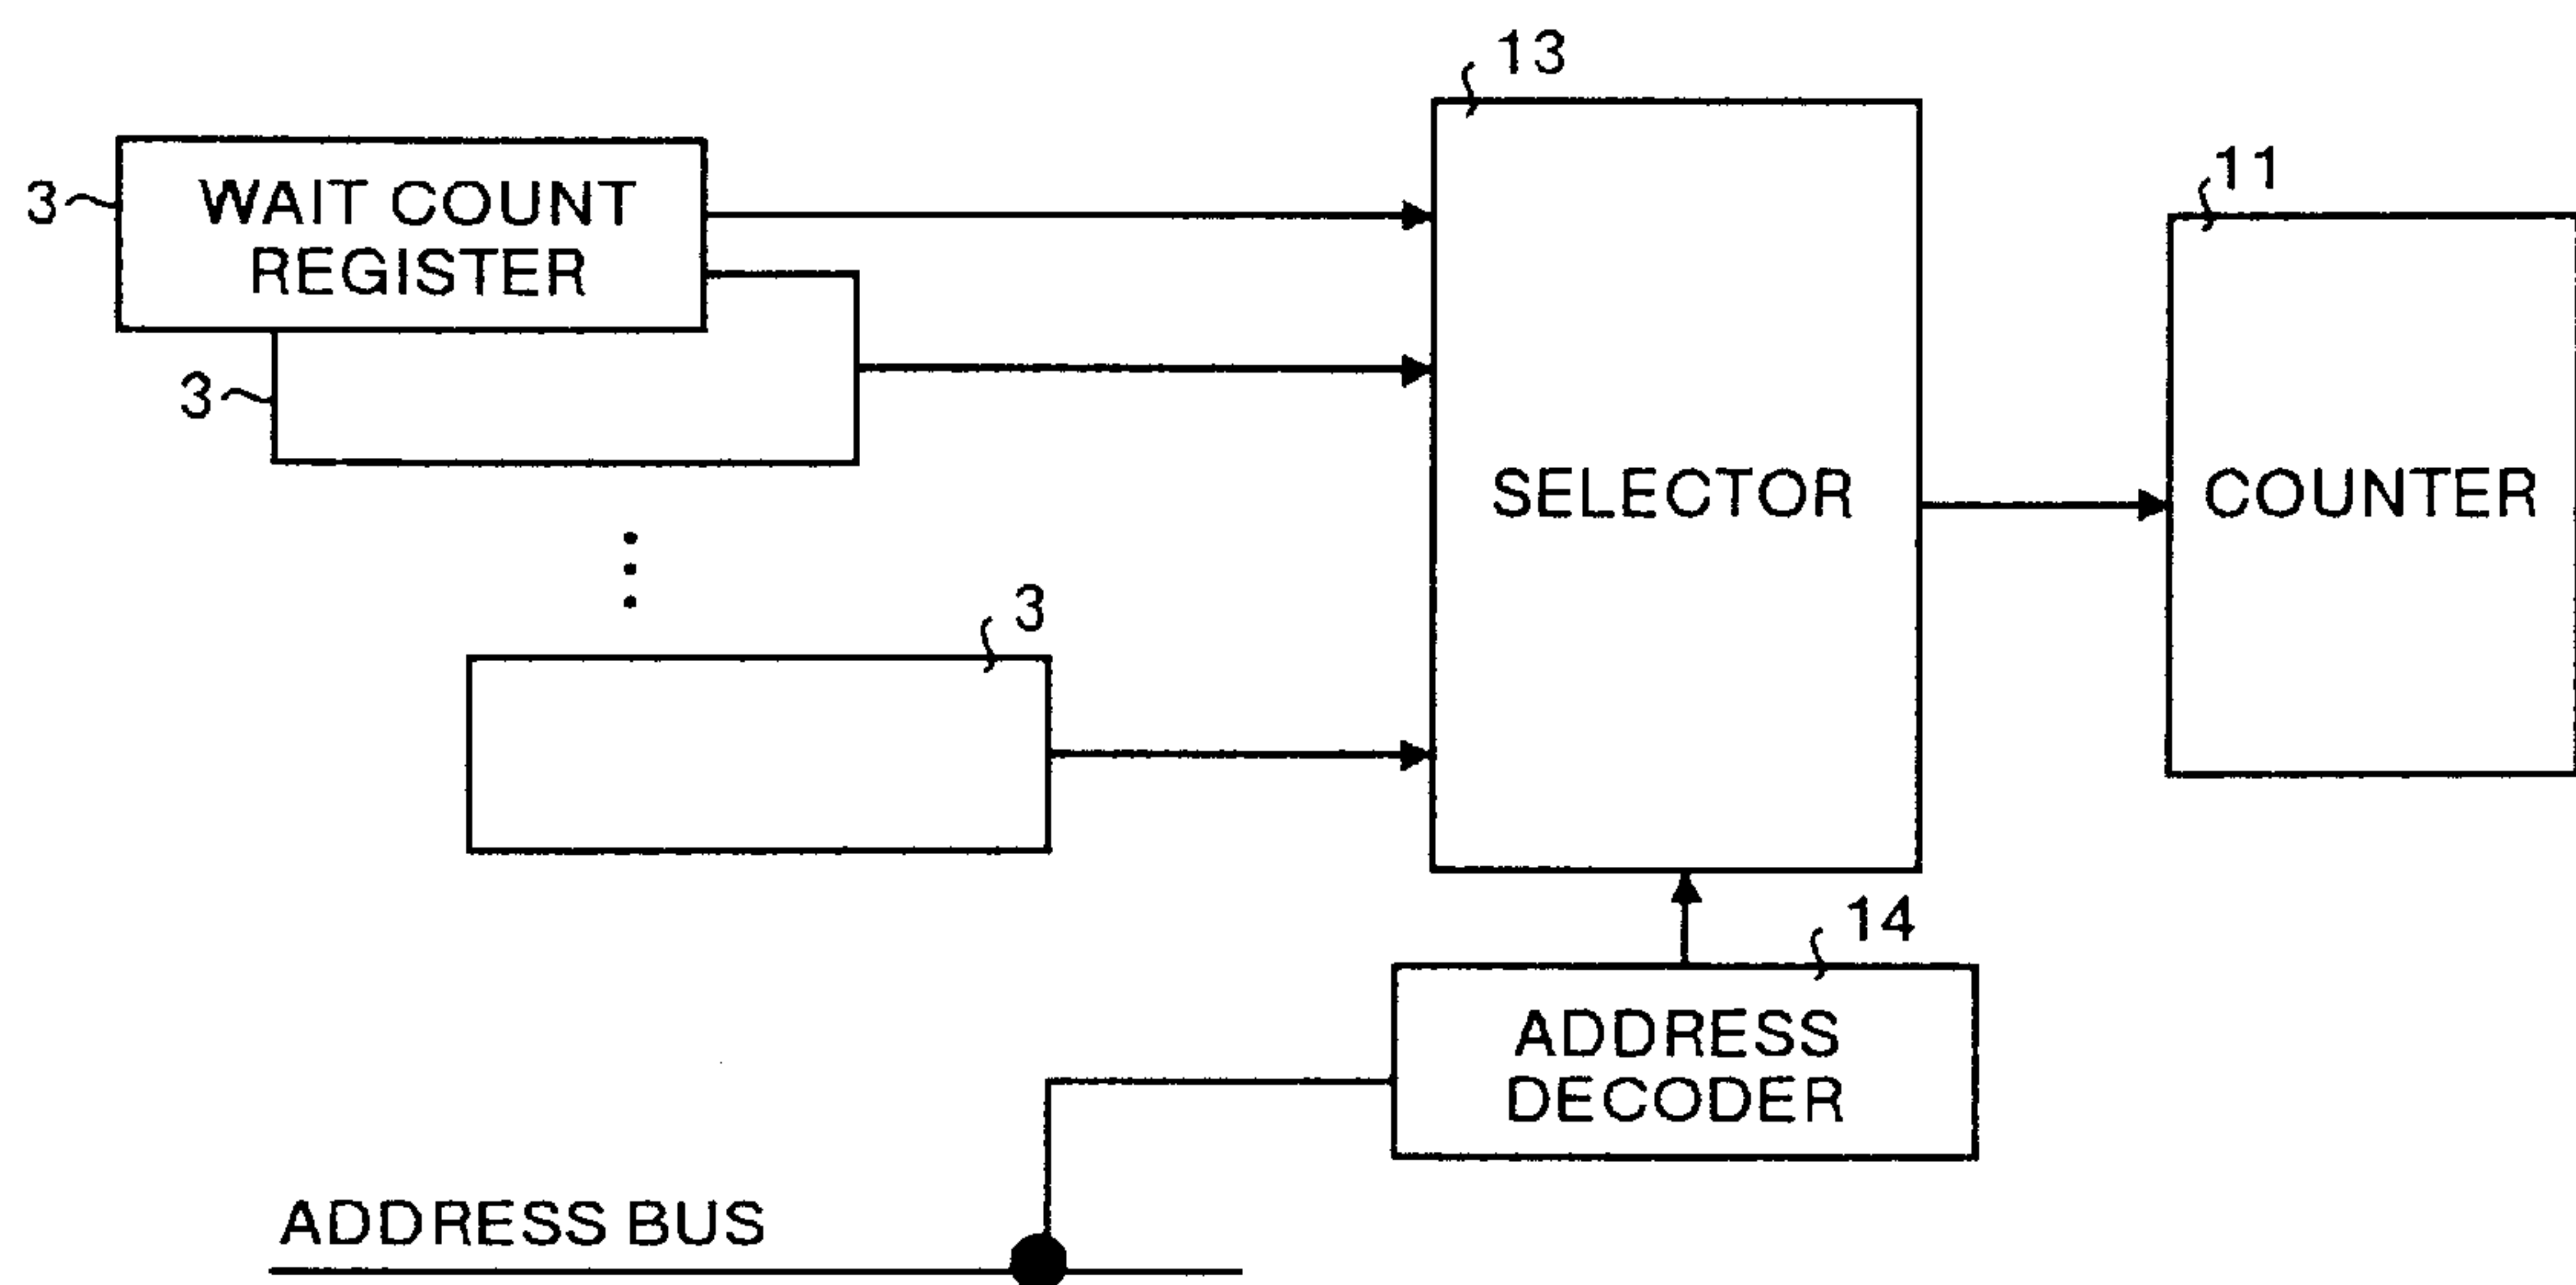 13
11
3
WAIT COUNT
REGISTER
3
SELECTOR
COUNTER
3
14
ADDRESS
DECODER
ADDRESS BUS